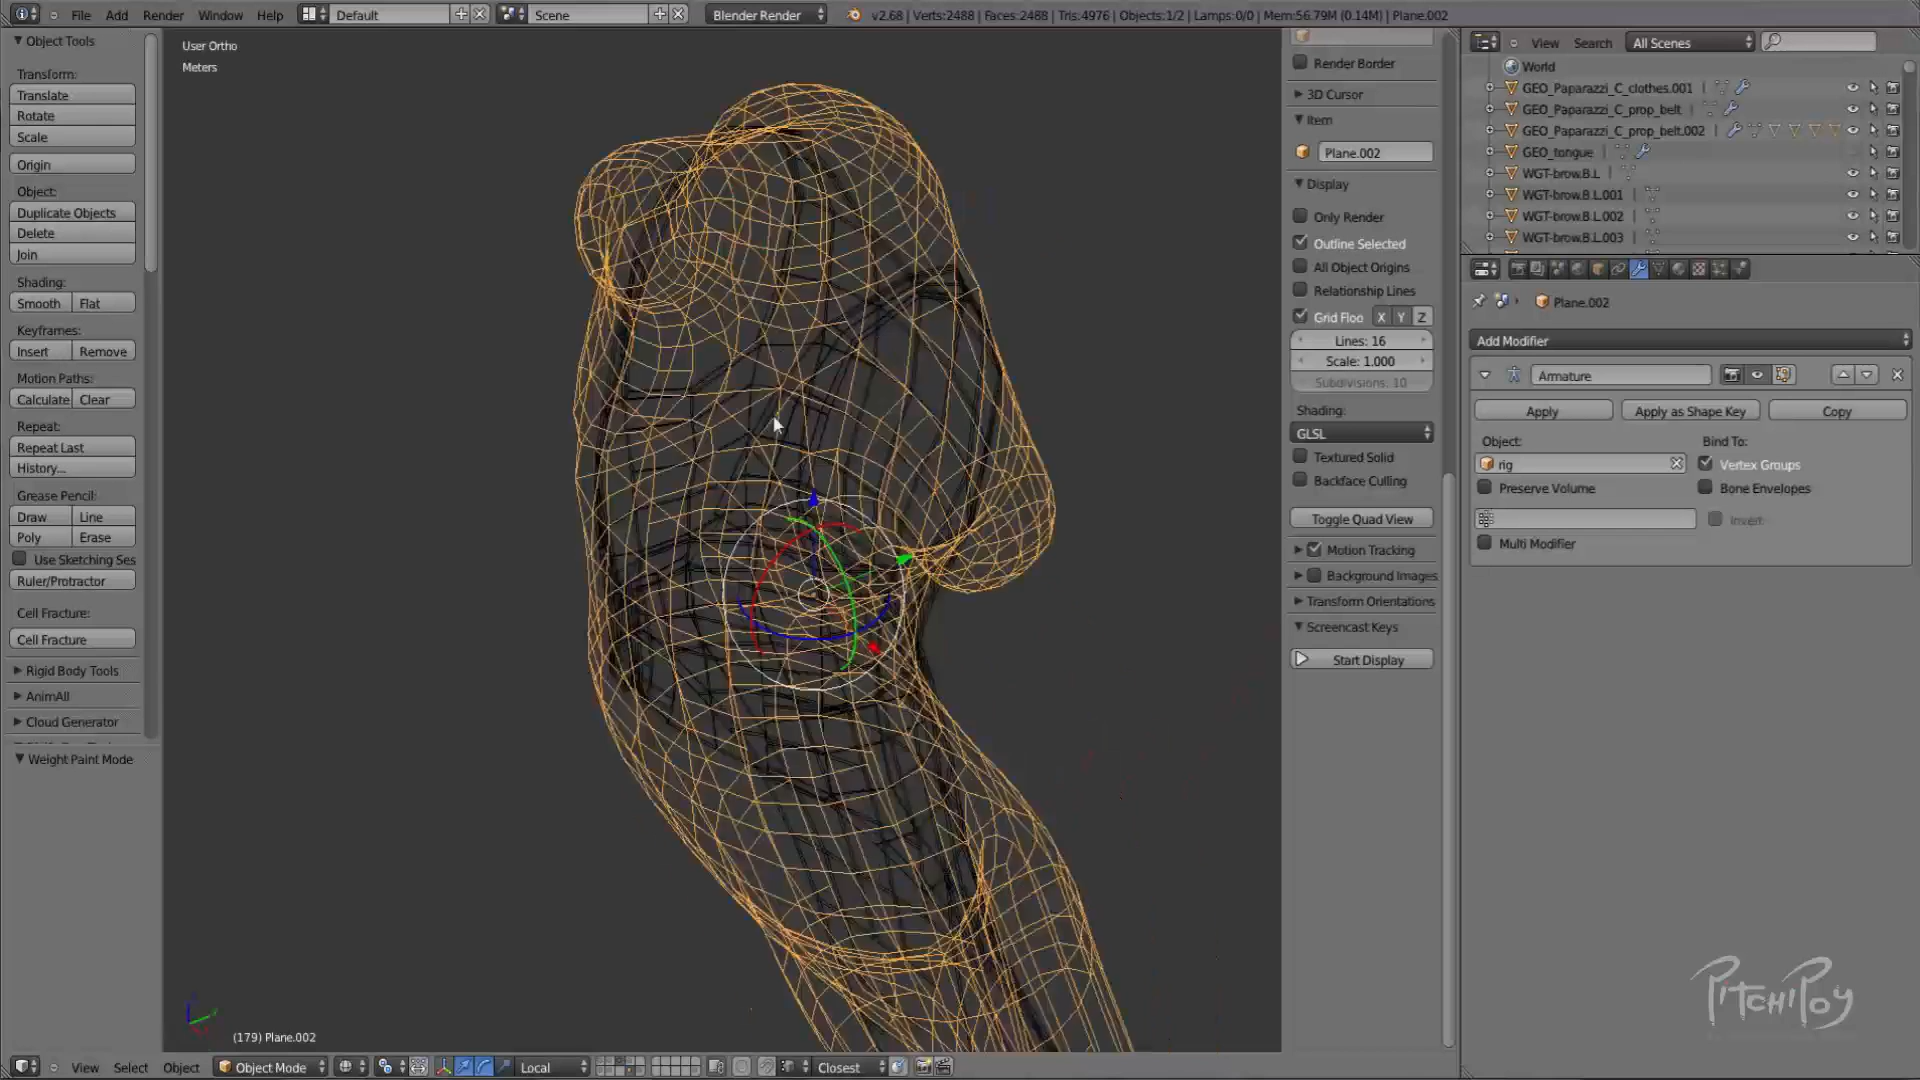 File Add Render Window Help Default Scene Blender Render v2.68 | Verts:2488 | Faces:2488 | Tris:4976 | Objects:1/2 | Lamps:0/0 | Mem:56.79M (0.14M) | Plane.002
Object Tools
Transform:
Translate
Rotate
Scale
Origin
Object:
Duplicate Objects
Delete
Join
Shading:
Smooth Flat
Keyframes:
Insert Remove
Motion Paths:
Calculate Clear
Repeat:
Repeat Last
History...
Grease Pencil:
Draw Line
Poly Erase
Use Sketching Ses
Ruler/Protractor
Cell Fracture:
Cell Fracture
Rigid Body Tools
AnimAll
Cloud Generator
Weight Paint Mode
User Ortho
Meters
(179) Plane.002
Render Border
3D Cursor
Item
Plane.002
Display
Only Render
Outline Selected
All Object Origins
Relationship Lines
Grid Floo X Y Z
Lines: 16
Scale: 1.000
Subdivisions: 10
Shading:
GLSL
Textured Solid
Backface Culling
Toggle Quad View
Motion Tracking
Background Images
Transform Orientations
Screencast Keys
Start Display
View Search All Scenes
World
GEO_Paparazzi_C_clothes.001
GEO_Paparazzi_C_prop_belt
GEO_Paparazzi_C_prop_belt.002
GEO_tongue
WGT-brow.B.L
WGT-brow.B.L.001
WGT-brow.B.L.002
WGT-brow.B.L.003
Plane.002
Add Modifier
Armature
Apply Apply as Shape Key Copy
Object: Bind To:
rig Vertex Groups
Preserve Volume Bone Envelopes
Invert
Multi Modifier
PitchiPoy
View Select Object Object Mode Local Closest